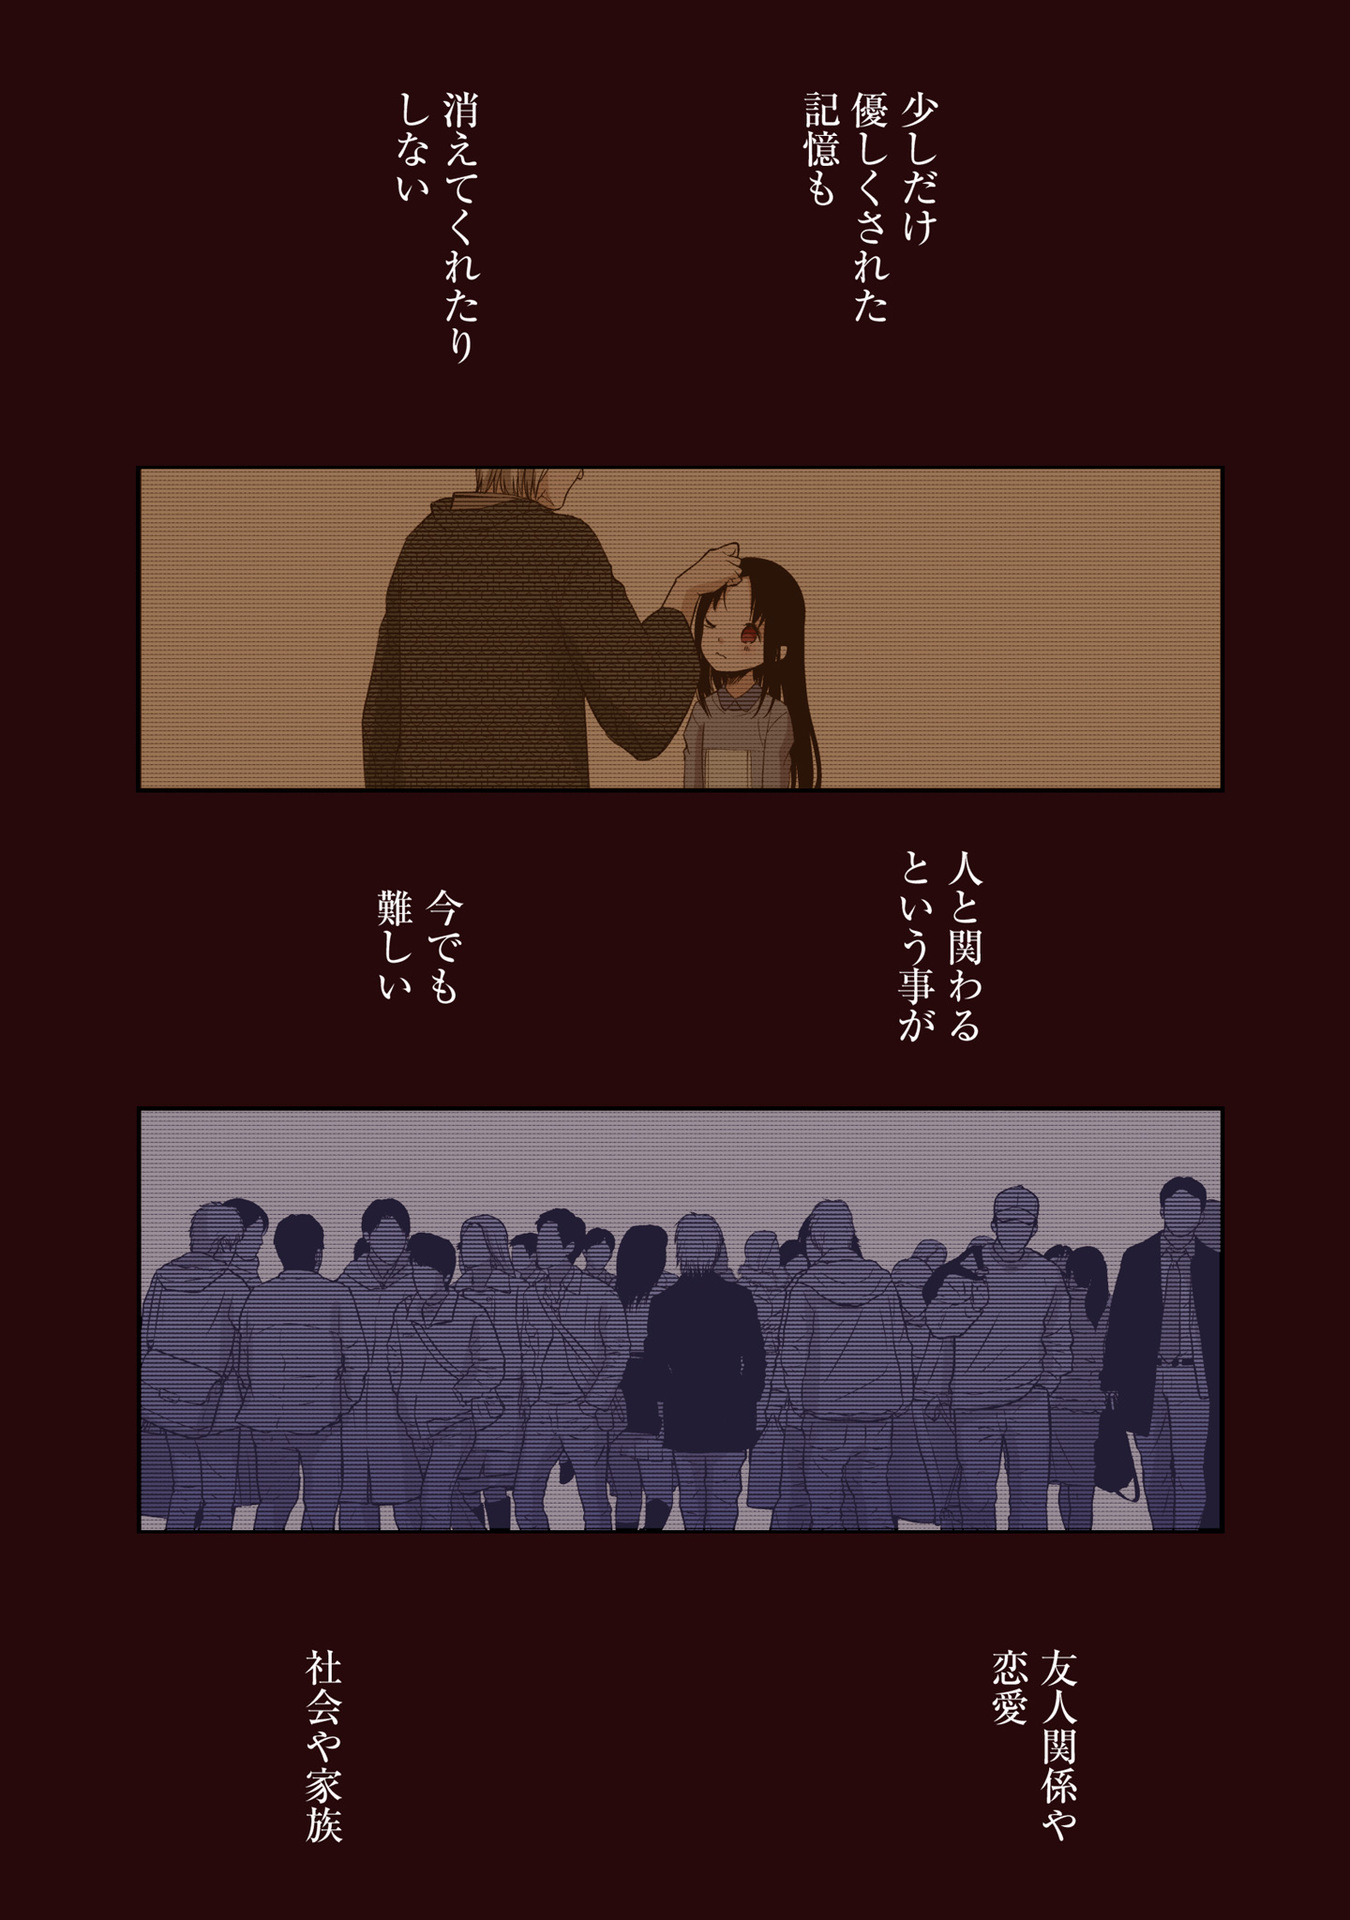 少しだけ
優しくされた
記憶も
消えてくれたり
しない
人と関わる
という事が
今でも
難しい
友人関係や
恋愛
社会や家族